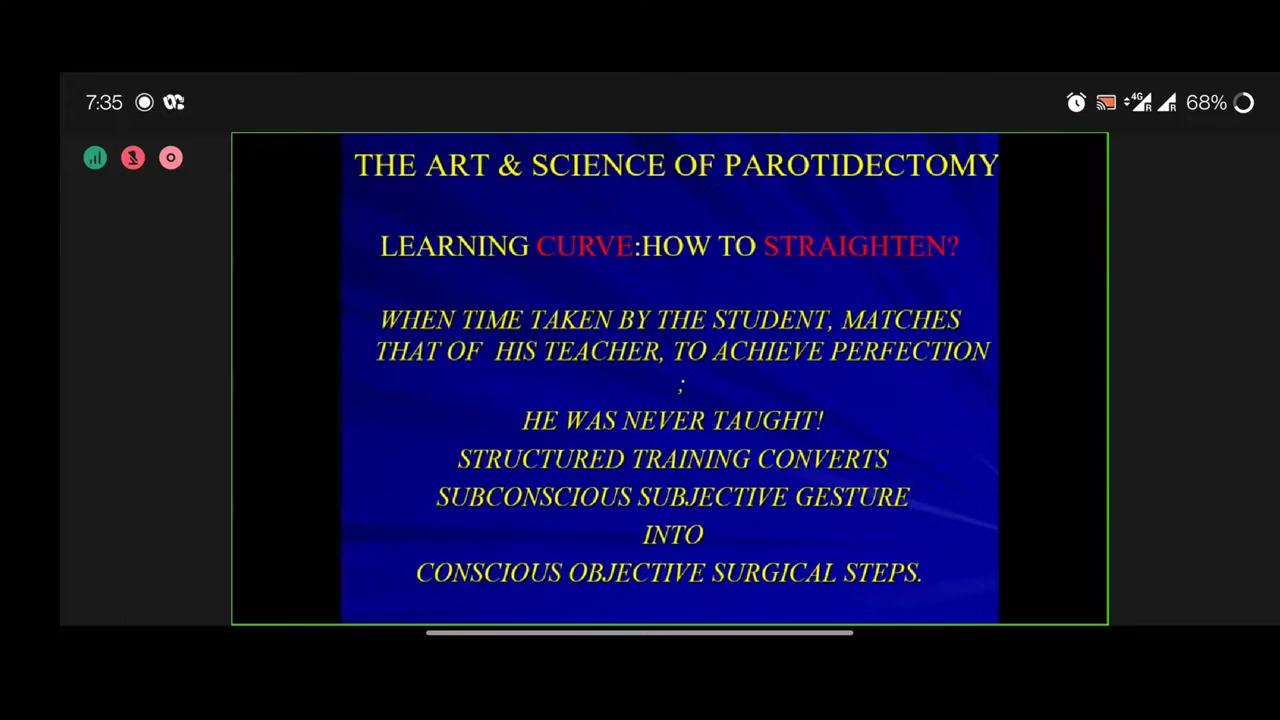 7:35
4G
R
R
68%
THE ART & SCIENCE OF PAROTIDECTOMY
LEARNING CURVE:HOW TO STRAIGHTEN?
WHEN TIME TAKEN BY THE STUDENT, MATCHES
THAT OF HIS TEACHER, TO ACHIEVE PERFECTION
;
HE WAS NEVER TAUGHT!
STRUCTURED TRAINING CONVERTS
SUBCONSCIOUS SUBJECTIVE GESTURE
INTO
CONSCIOUS OBJECTIVE SURGICAL STEPS.